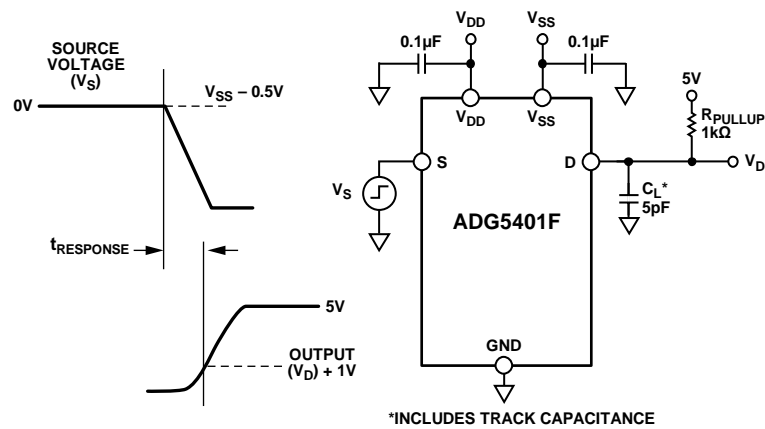 SOURCE
VOLTAGE
(VS)
0V
VSS – 0.5V
tRESPONSE
5V
OUTPUT
(VD) + 1V
VDD
VSS
0.1µF
0.1µF
VDD
VSS
5V
RPULLUP
1kΩ
S
D
VD
VS
CL*
5pF
ADG5401F
GND
*INCLUDES TRACK CAPACITANCE